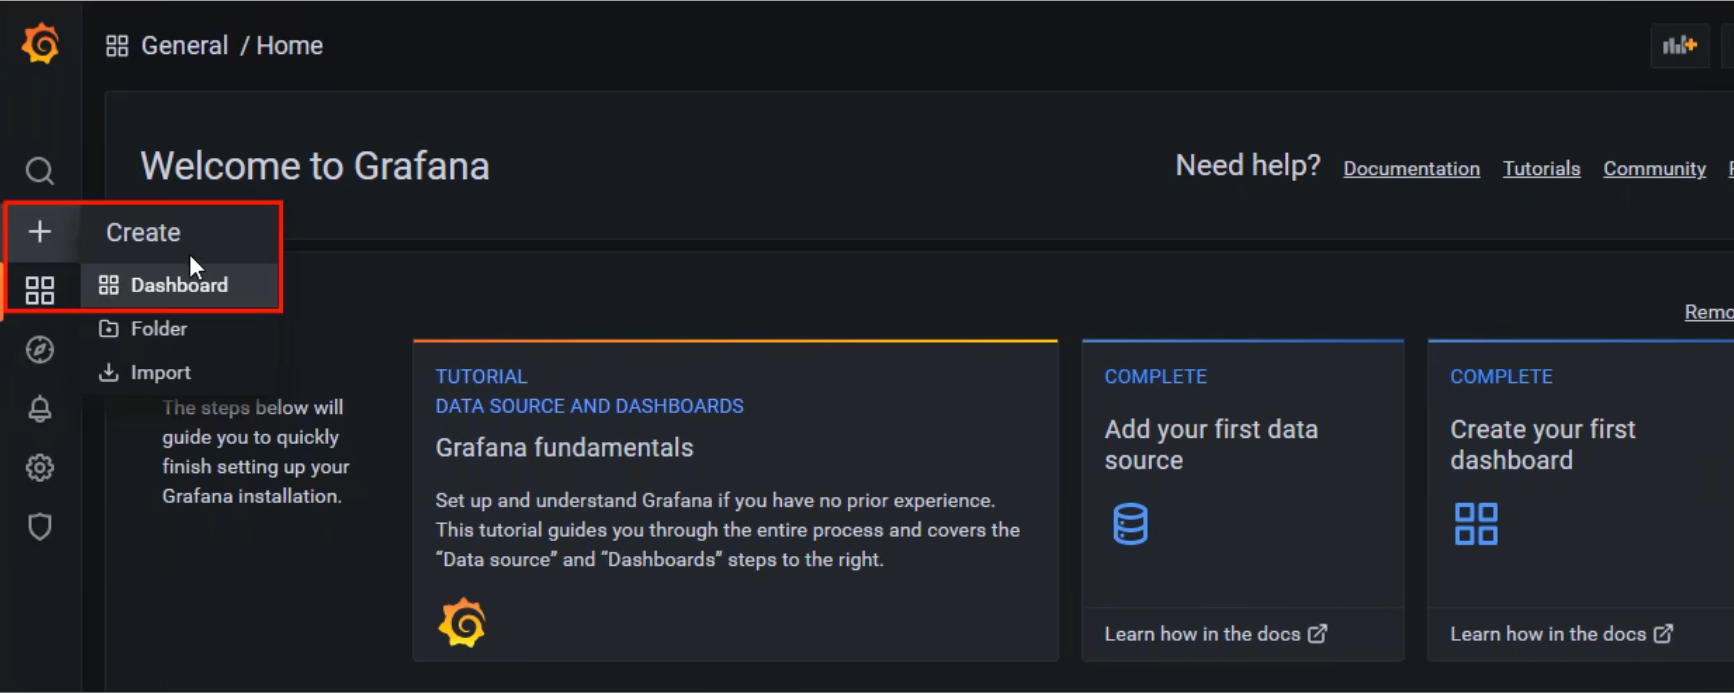 General / Home
Welcome to Grafana
Need help? Documentation Tutorials Community
Create
Dashboard
Folder
Import
Remo
The steps below will
guide you to quickly
finish setting up your
Grafana installation.
TUTORIAL
DATA SOURCE AND DASHBOARDS
Grafana fundamentals
Set up and understand Grafana if you have no prior experience.
This tutorial guides you through the entire process and covers the
“Data source” and “Dashboards” steps to the right.
COMPLETE
Add your first data
source
Learn how in the docs
COMPLETE
Create your first
dashboard
Learn how in the docs